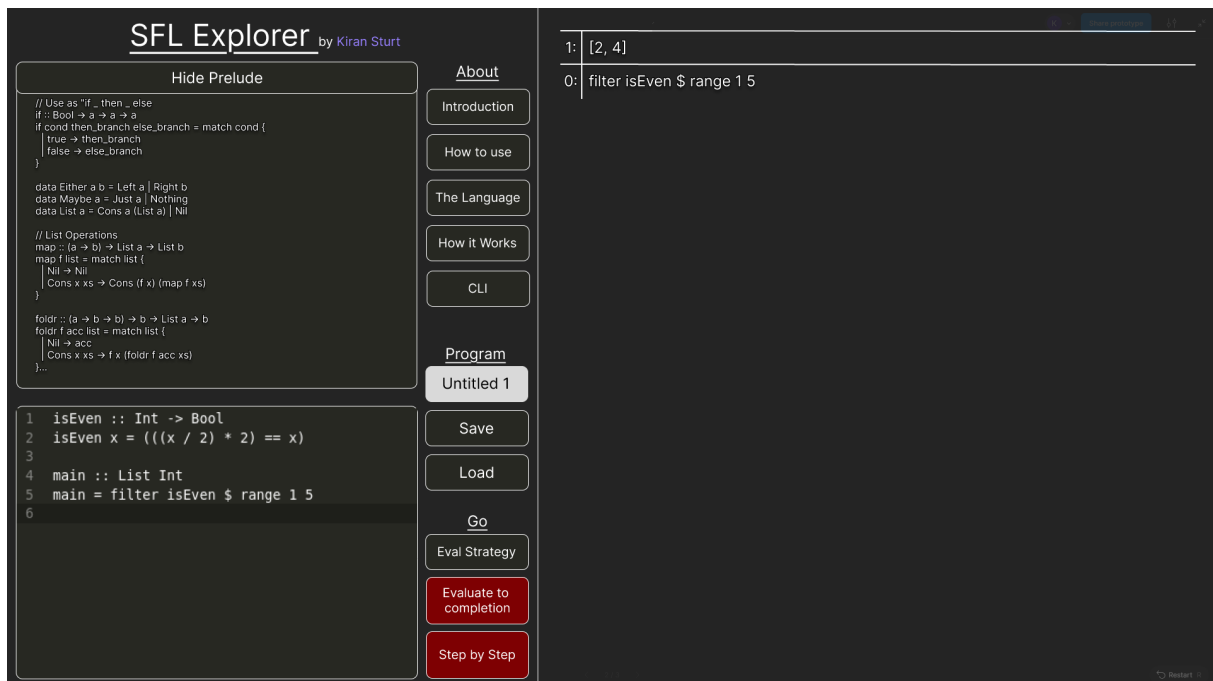 SFL Explorer by Kiran Sturt
Hide Prelude
// Use as "if _ then _ else
if :: Bool → a → a → a
if cond then_branch else_branch = match cond {
| true → then_branch
| false → else_branch
}
data Either a b = Left a | Right b
data Maybe a = Just a | Nothing
data List a = Cons a (List a) | Nil
// List Operations
map :: (a → b) → List a → List b
map f list = match list {
| Nil → Nil
| Cons x xs → Cons (f x) (map f xs)
}
foldr :: (a → b → b) → b → List a → b
foldr f acc list = match list {
| Nil → acc
| Cons x xs → f x (foldr f acc xs)
}...
1 isEven :: Int -> Bool
2 isEven x = (((x / 2) * 2) == x)
3
4 main :: List Int
5 main = filter isEven $ range 1 5
6
About
Introduction
How to use
The Language
How it Works
CLI
Program
Untitled 1
Save
Load
Go
Eval Strategy
Evaluate to
completion
Step by Step
1: [2, 4]
0: filter isEven $ range 1 5
Share prototype
Restart